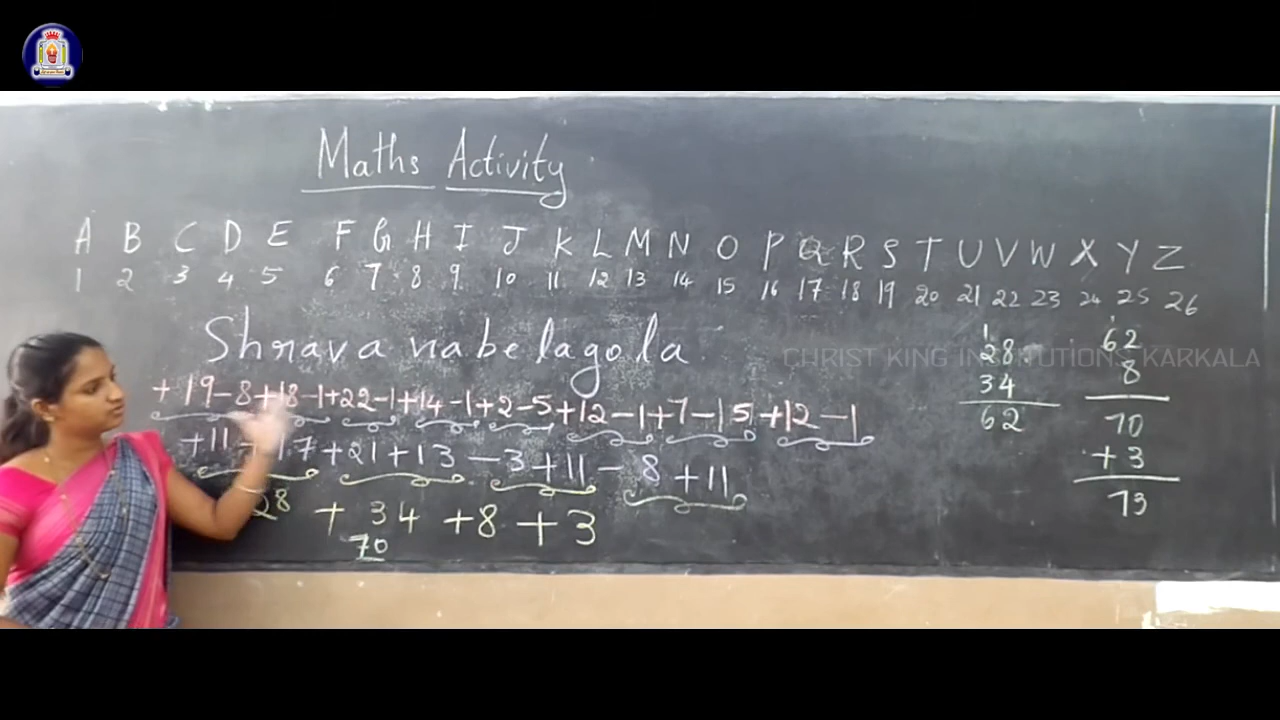 Maths Activity
A B C D E F G H I J K L M N O P Q R S T U V W X Y Z
1 2 3 4 5 6 7 8 9 10 11 12 13 14 15 16 17 18 19 20 21 22 23 24 25 26
Shravanabelagola
CHRIST KING INSTITUTIONS, KARKALA
+19-8+18-1+22-1+14-1+2-5+12-1+7-15+12-1
+11+17+21+13-3+11-8+11
28 + 34 +8 +3
70
1
28
34
62
1
62
8
70
+3
73